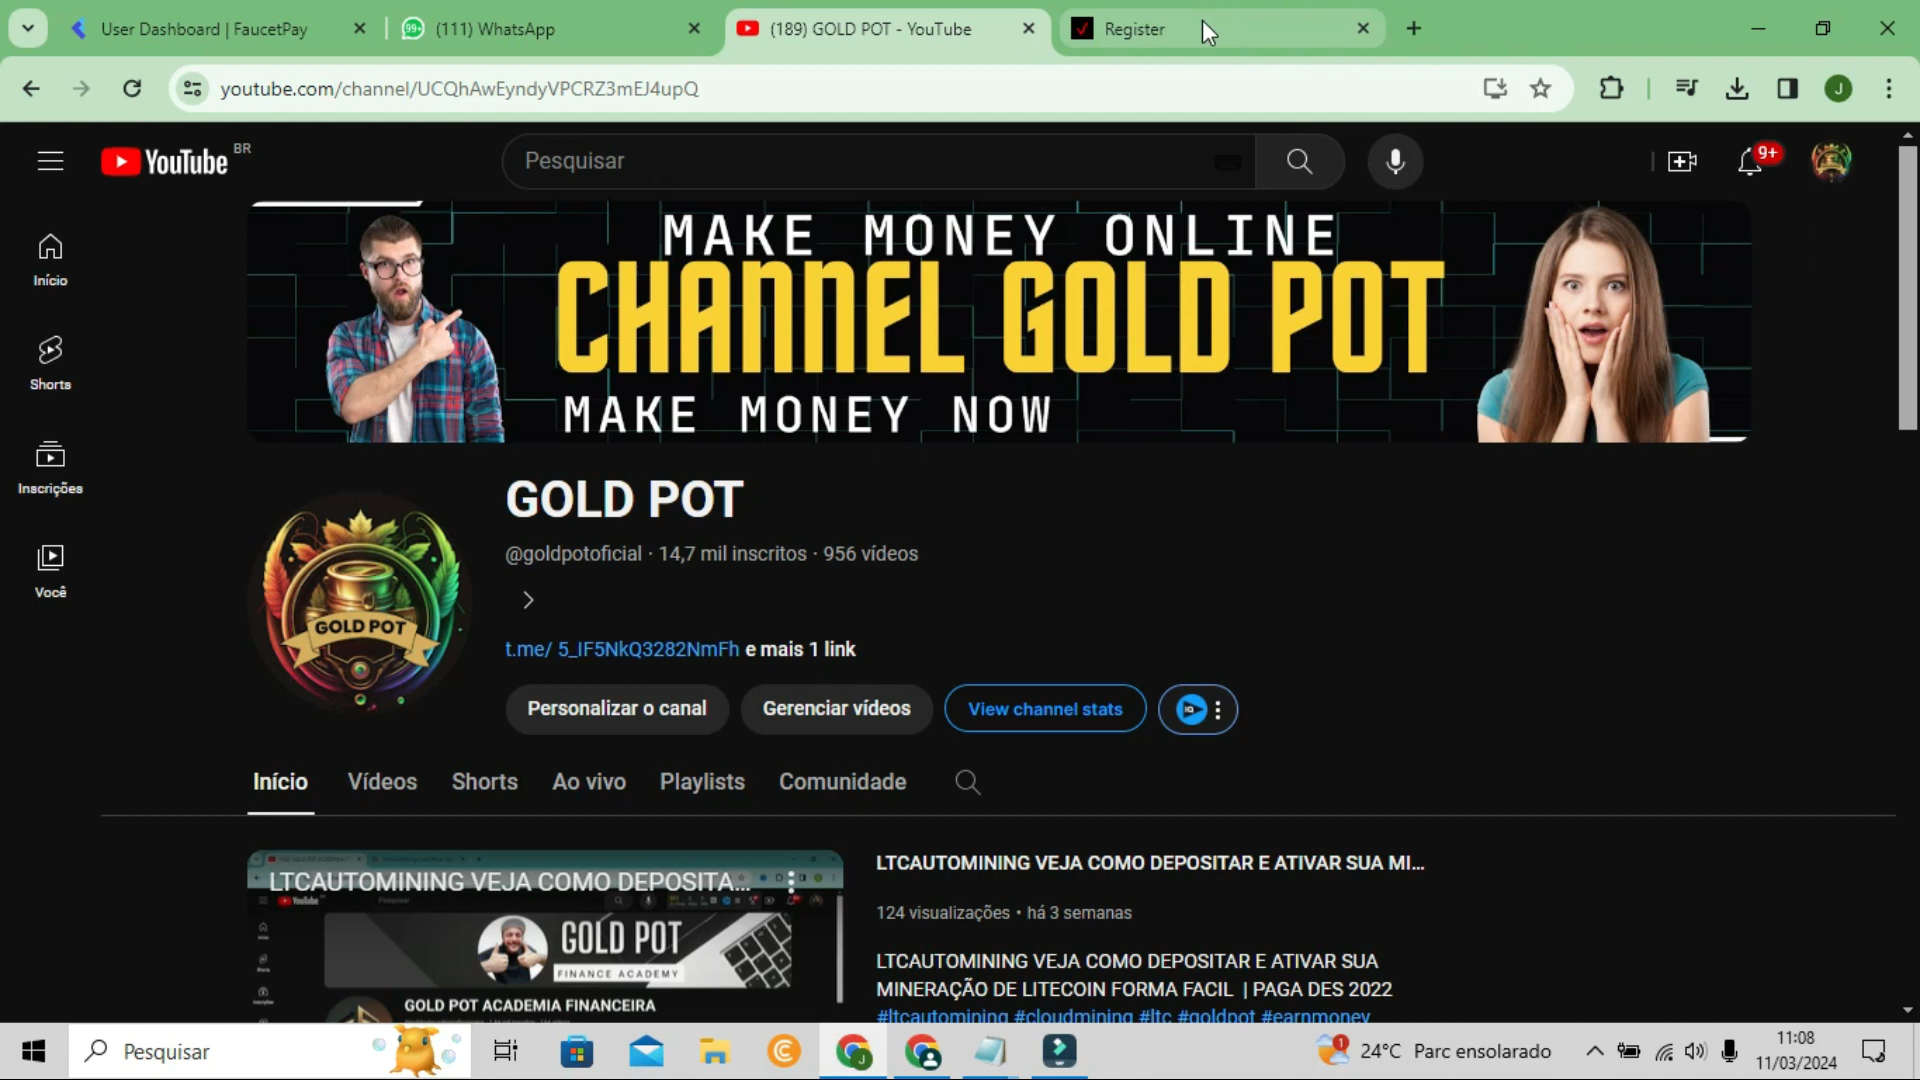 User Dashboard | FaucetPay
99+ (111) WhatsApp
(189) GOLD POT - YouTube
Register
youtube.com/channel/UCQhAwEyndyVPCRZ3mEJ4upQ
J
YouTube BR
Pesquisar
9+
Início
Shorts
Inscrições
Você
MAKE MONEY ONLINE
CHANNEL GOLD POT
MAKE MONEY NOW
GOLD POT
GOLD POT
@goldpotoficial · 14,7 mil inscritos · 956 vídeos
t.me/ 5_IF5NkQ3282NmFh e mais 1 link
Personalizar o canal
Gerenciar vídeos
View channel stats
IQ
Início
Vídeos
Shorts
Ao vivo
Playlists
Comunidade
LTCAUTOMINING VEJA COMO DEPOSITA...
YouTube
GOLD POT
FINANCE ACADEMY
GOLD POT ACADEMIA FINANCEIRA
LTCAUTOMINING VEJA COMO DEPOSITAR E ATIVAR SUA MI...
124 visualizações • há 3 semanas
LTCAUTOMINING VEJA COMO DEPOSITAR E ATIVAR SUA
MINERAÇÃO DE LITECOIN FORMA FACIL | PAGA DES 2022
#ltcautomining #cloudmining #ltc #goldpot #earnmoney
Pesquisar
J
1
24°C Parc ensolarado
11:08
11/03/2024